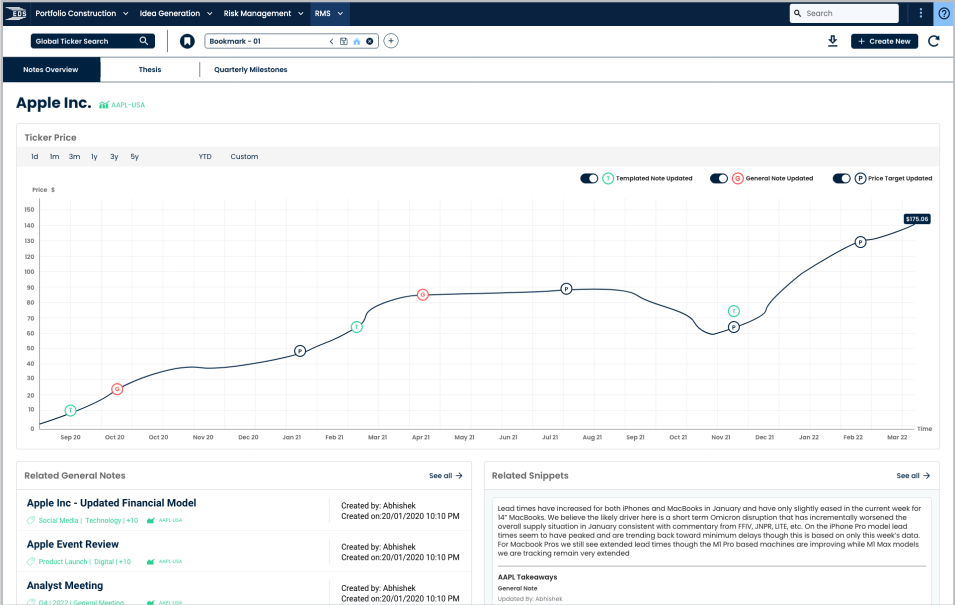 EDS Portfolio Construction Idea Generation Risk Management RMS Search
Global Ticker Search Bookmark - 01 + Create New
Notes Overview Thesis Quarterly Milestones
Apple Inc. AAPL-USA
Ticker Price
1d 1m 3m 1y 3y 5y YTD Custom
T Templated Note Updated G General Note Updated P Price Target Updated
Price $
$175.06
150
140
130
120
100
90
80
70
60
50
40
30
20
10
0
T G P T G P T P P
Time
Sep 20 Oct 20 Oct 20 Nov 20 Dec 20 Jan 21 Feb 21 Mar 21 Apr 21 May 21 Jun 21 Jul 21 Aug 21 Sep 21 Oct 21 Nov 21 Dec 21 Jan 22 Feb 22 Mar 22
Related General Notes See all →
Apple Inc - Updated Financial Model
Social Media | Technology | +10 AAPL-USA
Created by: Abhishek
Created on:20/01/2020 10:10 PM
Apple Event Review
Product Launch | Digital | +10 AAPL-USA
Created by: Abhishek
Created on:20/01/2020 10:10 PM
Analyst Meeting
Q4 | 2022 | General Meeting AAPL-USA
Created by: Abhishek
Created on:20/01/2020 10:10 PM
Related Snippets See all →
Lead times have increased for both iPhones and MacBooks in January and have only slightly eased in the current week for
14" MacBooks. We believe the likely driver here is a short term Omicron disruption that has incrementally worsened the
overall supply situation in January consistent with commentary from FFIV, JNPR, LITE, etc. On the iPhone Pro model lead
times seem to have peaked and are trending back toward minimum delays though this is based on only this week's data.
For Macbook Pros we still see extended lead times though the M1 Pro based machines are improving while M1 Max models
we are tracking remain very extended
AAPL Takeaways
General Note
Updated By: Abhishek